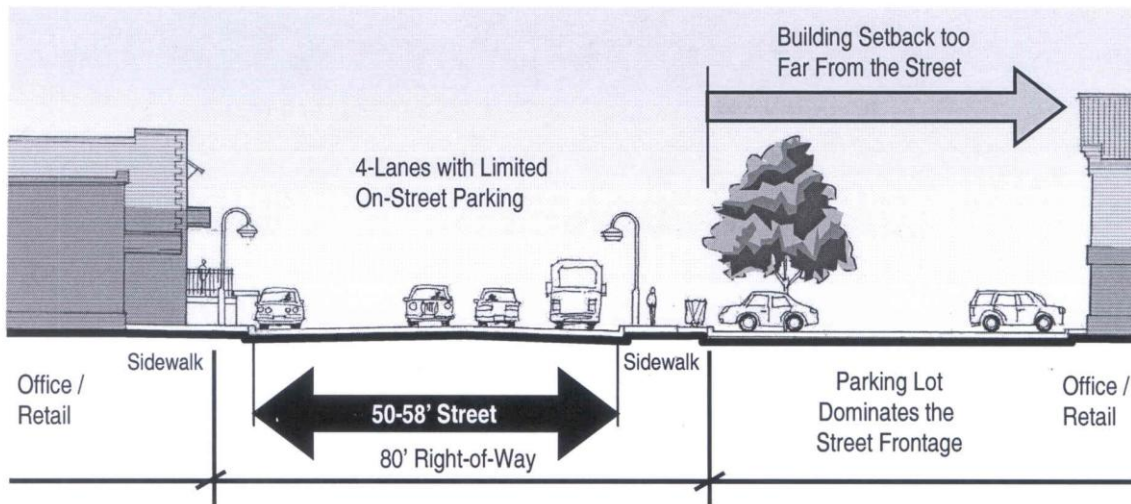 Building Setback too
Far From the Street
4-Lanes with Limited
On-Street Parking
Sidewalk
Sidewalk
Office /
Retail
50-58' Street
80' Right-of-Way
Parking Lot
Dominates the
Street Frontage
Office /
Retail